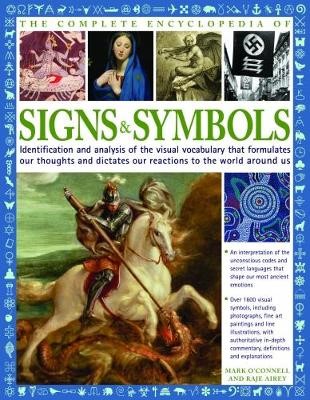 THE COMPLETE ENCYCLOPEDIA OF
SIGNS & SYMBOLS
Identification and analysis of the visual vocabulary that formulates
our thoughts and dictates our reactions to the world around us
• An interpretation of the
unconscious codes and
secret languages that
shape our most ancient
emotions
• Over 1600 visual
symbols, including
photographs, fine art
paintings and line
illustrations, with
authoritative in-depth
commentary, definitions
and explanations
MARK O'CONNELL
AND RAJE AIREY